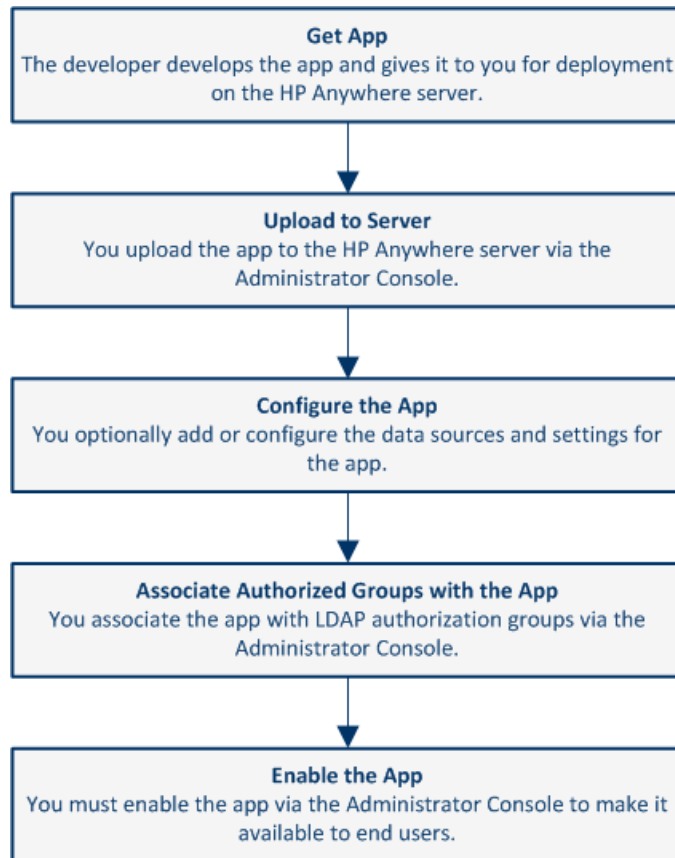 Get App
The developer develops the app and gives it to you for deployment
on the HP Anywhere server.
Upload to Server
You upload the app to the HP Anywhere server via the
Administrator Console.
Configure the App
You optionally add or configure the data sources and settings for
the app.
Associate Authorized Groups with the App
You associate the app with LDAP authorization groups via the
Administrator Console.
Enable the App
You must enable the app via the Administrator Console to make it
available to end users.